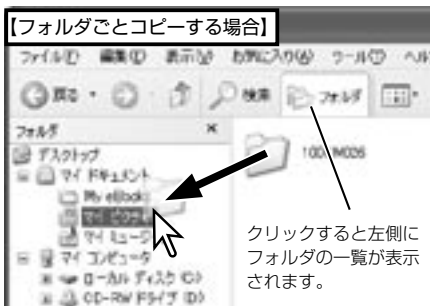 【フォルダごとコピーする場合】
ファイル(F) 編集(E) 表示(V) お気に入り(A) ツール(T) ヘル
戻る 検索 フォルダ
フォルダ ×
デスクトップ
マイ ドキュメント
My eBooks
マイ ピクチャ
マイ ミュージ
マイ コンピュータ
ローカル ディスク (C:)
CD-RW ドライブ (D:)
クリックすると左側に
フォルダの一覧が表示
されます。